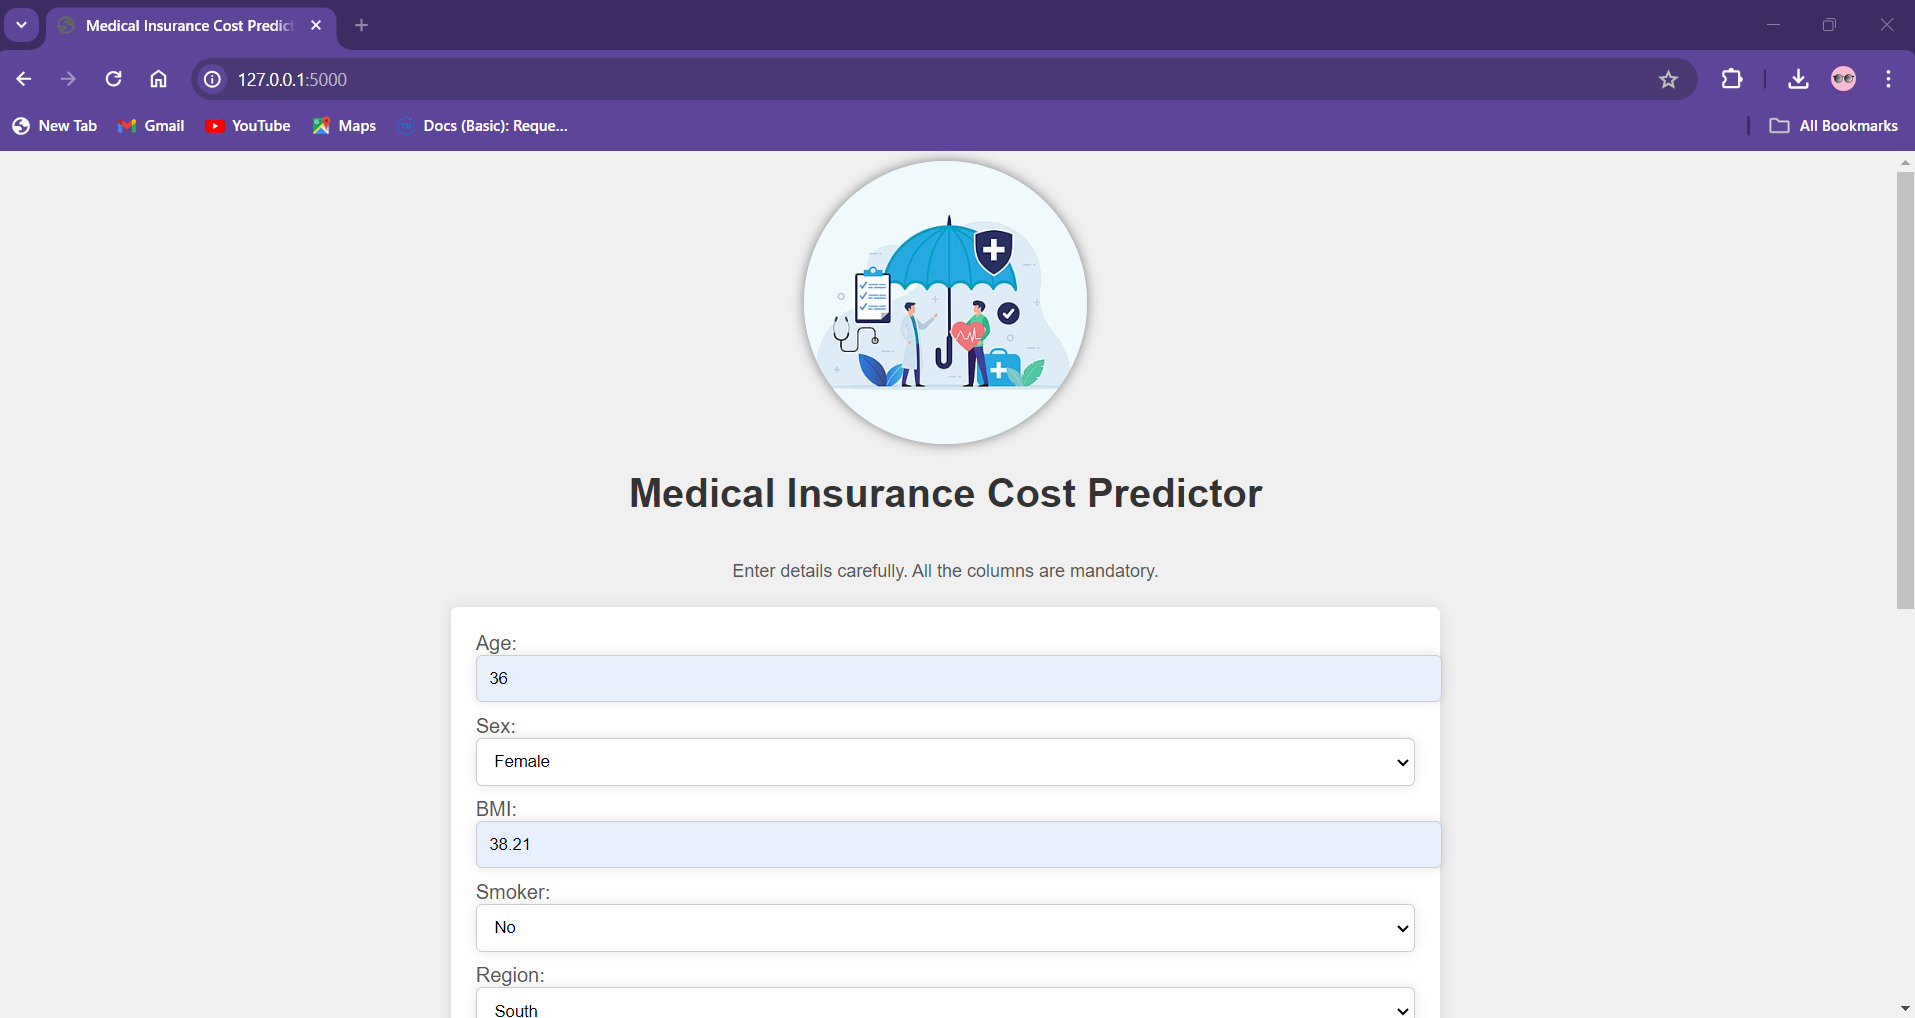 Medical Insurance Cost Predict
127.0.0.1:5000
New Tab Gmail YouTube Maps Docs (Basic): Reque... All Bookmarks
Medical Insurance Cost Predictor
Enter details carefully. All the columns are mandatory.
Age:
36
Sex:
Female
BMI:
38.21
Smoker:
No
Region:
South